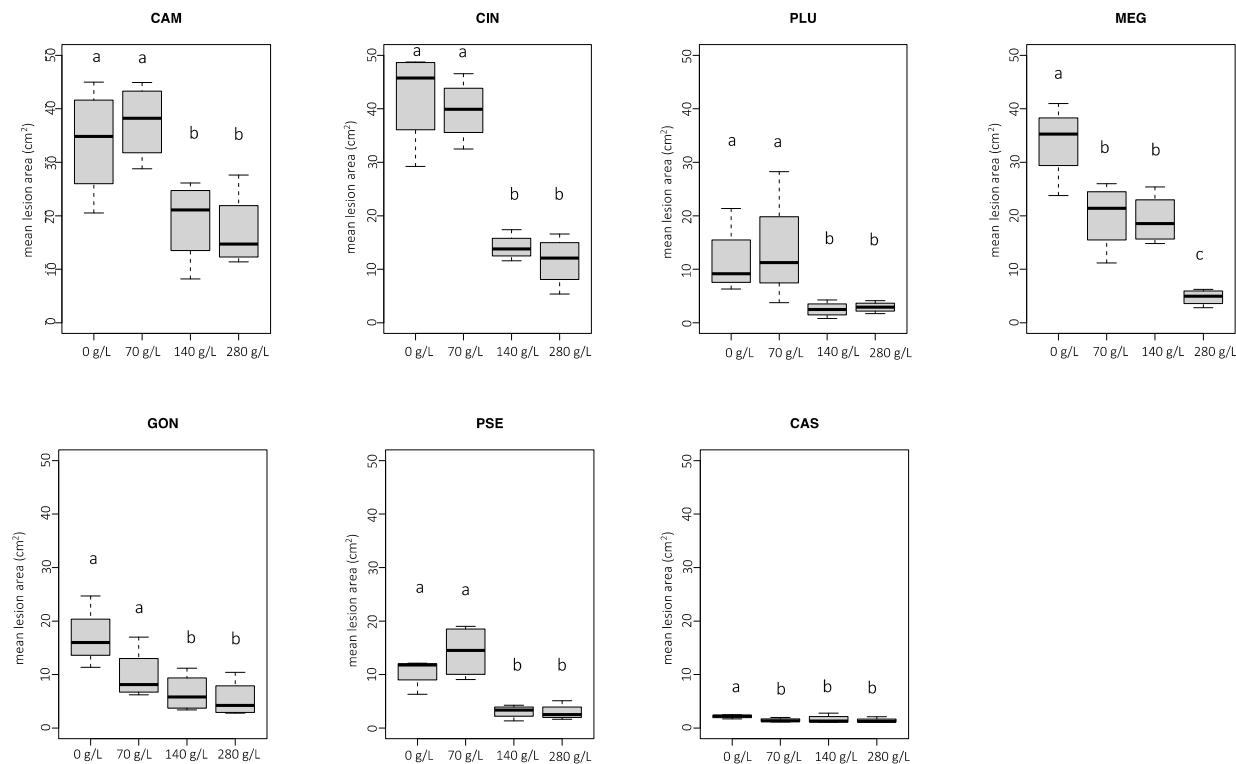 CAM
CIN
PLU
MEG
mean lesion area (cm²)
0 10 20 30 40 50
a a b b
0 g/L 70 g/L 140 g/L 280 g/L
mean lesion area (cm²)
0 10 20 30 40 50
a a b b
0 g/L 70 g/L 140 g/L 280 g/L
mean lesion area (cm²)
0 10 20 30 40 50
a a b b
0 g/L 70 g/L 140 g/L 280 g/L
mean lesion area (cm²)
0 10 20 30 40 50
a b b c
0 g/L 70 g/L 140 g/L 280 g/L
GON
PSE
CAS
mean lesion area (cm²)
0 10 20 30 40 50
a a b b
0 g/L 70 g/L 140 g/L 280 g/L
mean lesion area (cm²)
0 10 20 30 40 50
a a b b
0 g/L 70 g/L 140 g/L 280 g/L
mean lesion area (cm²)
0 10 20 30 40 50
a b b b
0 g/L 70 g/L 140 g/L 280 g/L